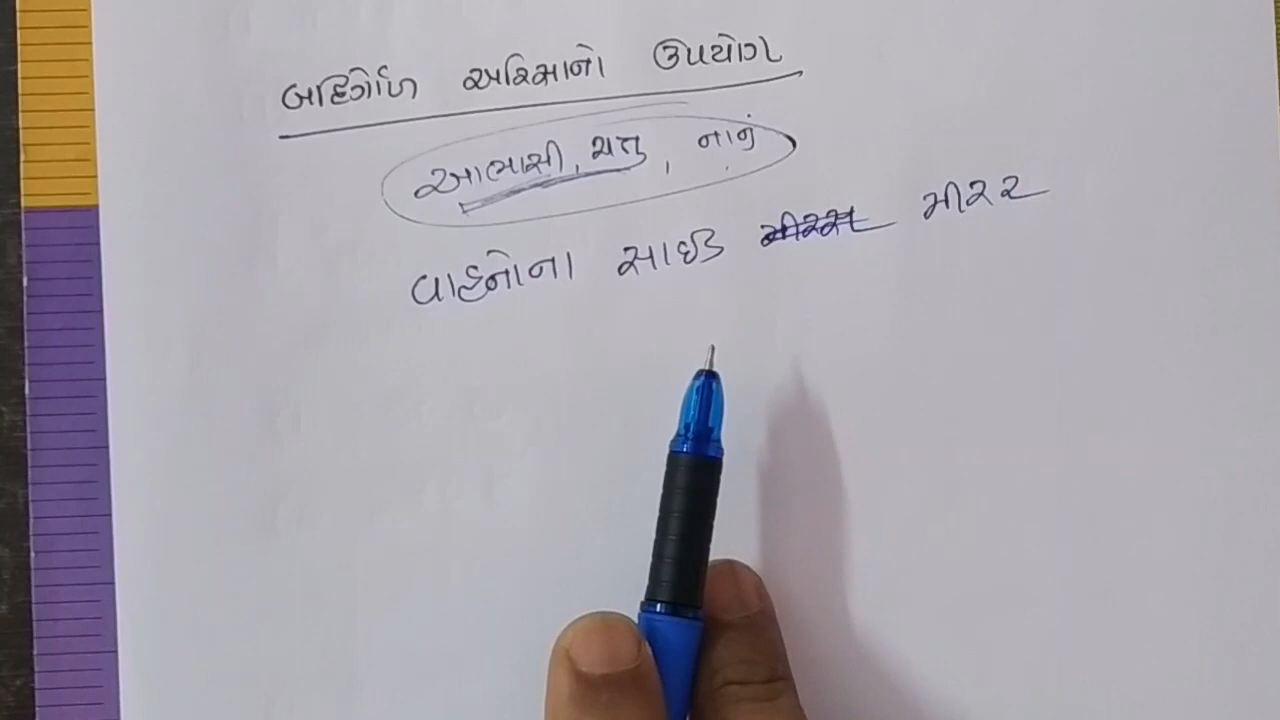 બહિર્ગોળ અરિસાનો ઉપયોગ
આભાસી, ચત્તુ, નાનું
વાહનોના સાઇડ મીરર